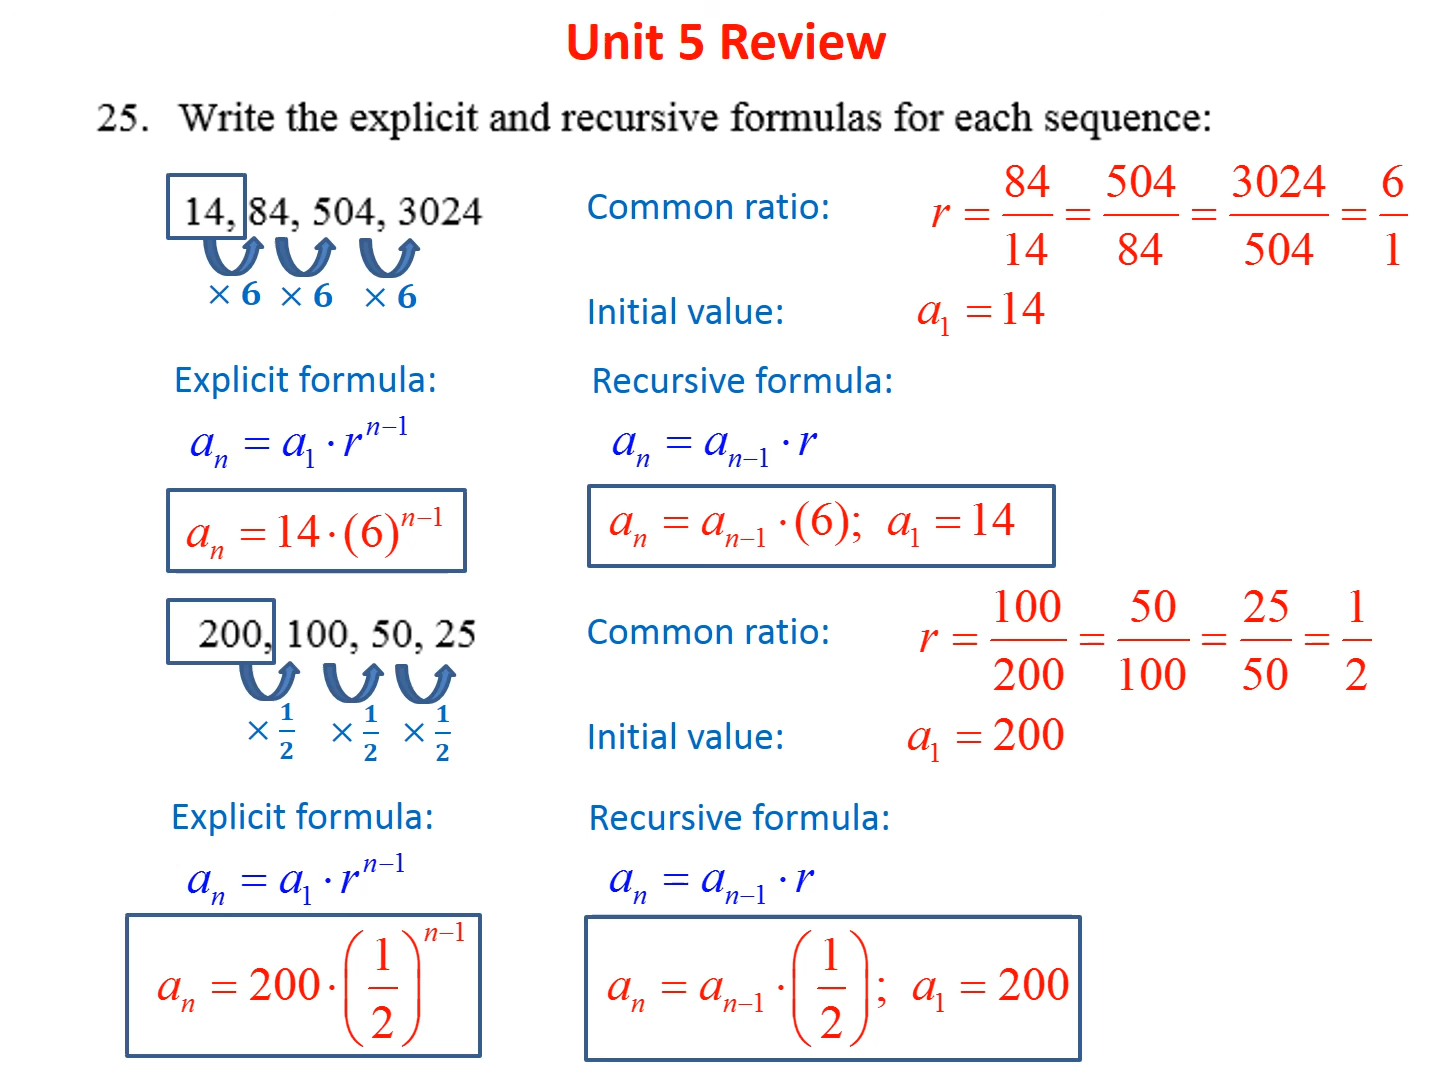 Unit 5 Review
25. Write the explicit and recursive formulas for each sequence:
14, 84, 504, 3024
× 6 × 6 × 6
Common ratio: r = 84/14 = 504/84 = 3024/504 = 6/1
Initial value: a₁ = 14
Explicit formula:
aₙ = a₁ · rⁿ⁻¹
aₙ = 14 · (6)ⁿ⁻¹
Recursive formula:
aₙ = aₙ₋₁ · r
aₙ = aₙ₋₁ · (6); a₁ = 14
200, 100, 50, 25
× 1/2 × 1/2 × 1/2
Common ratio: r = 100/200 = 50/100 = 25/50 = 1/2
Initial value: a₁ = 200
Explicit formula:
aₙ = a₁ · rⁿ⁻¹
aₙ = 200 · (1/2)ⁿ⁻¹
Recursive formula:
aₙ = aₙ₋₁ · r
aₙ = aₙ₋₁ · (1/2); a₁ = 200